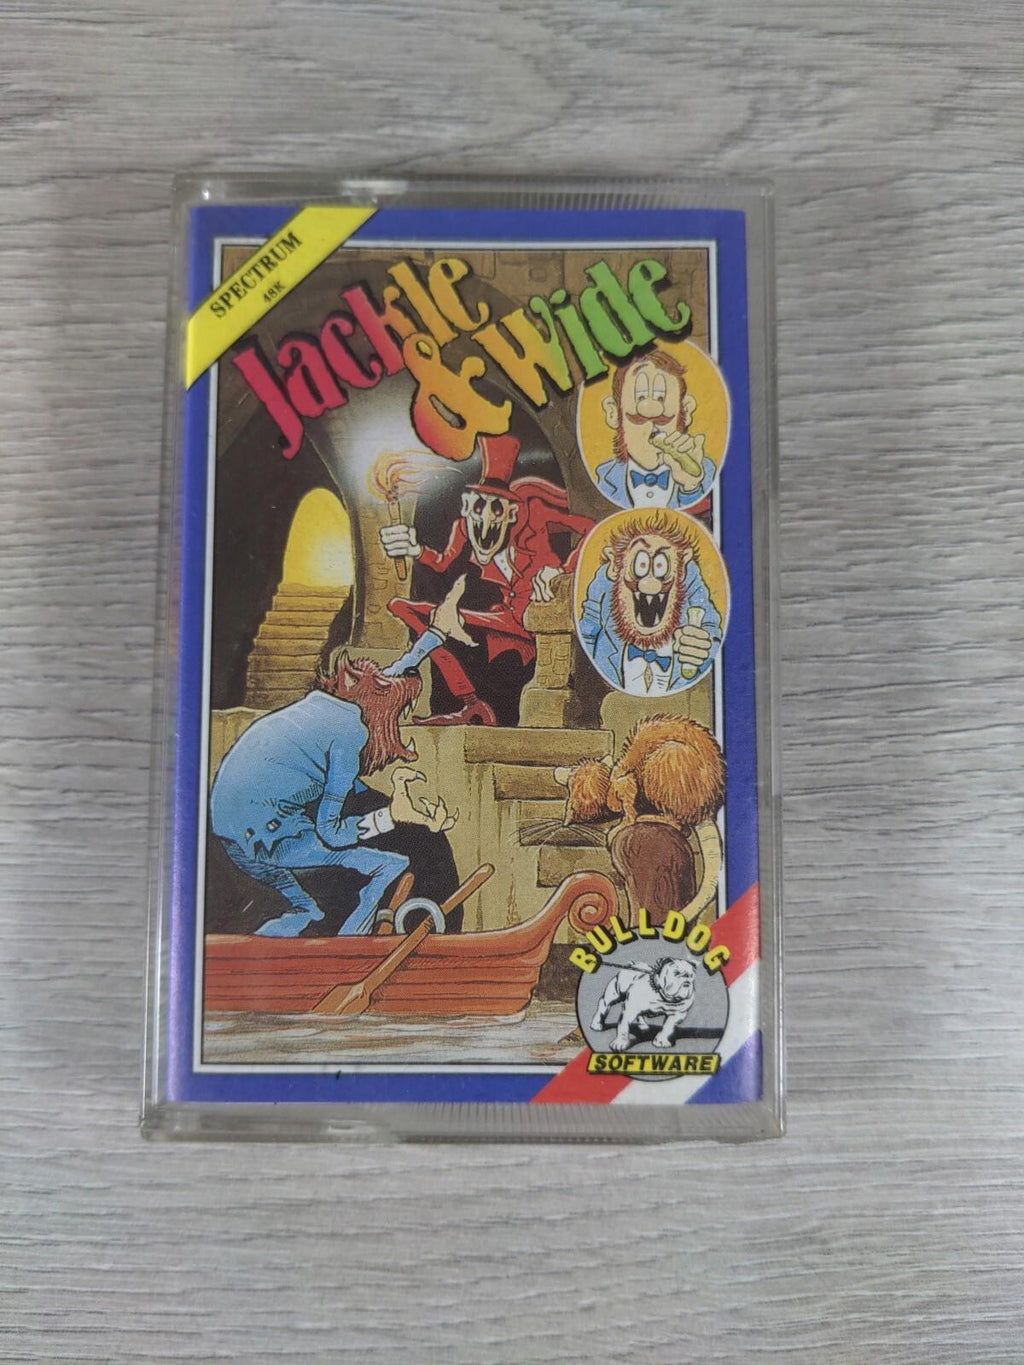 SPECTRUM
48K
Jackle
& Wide
BULLDOG
SOFTWARE